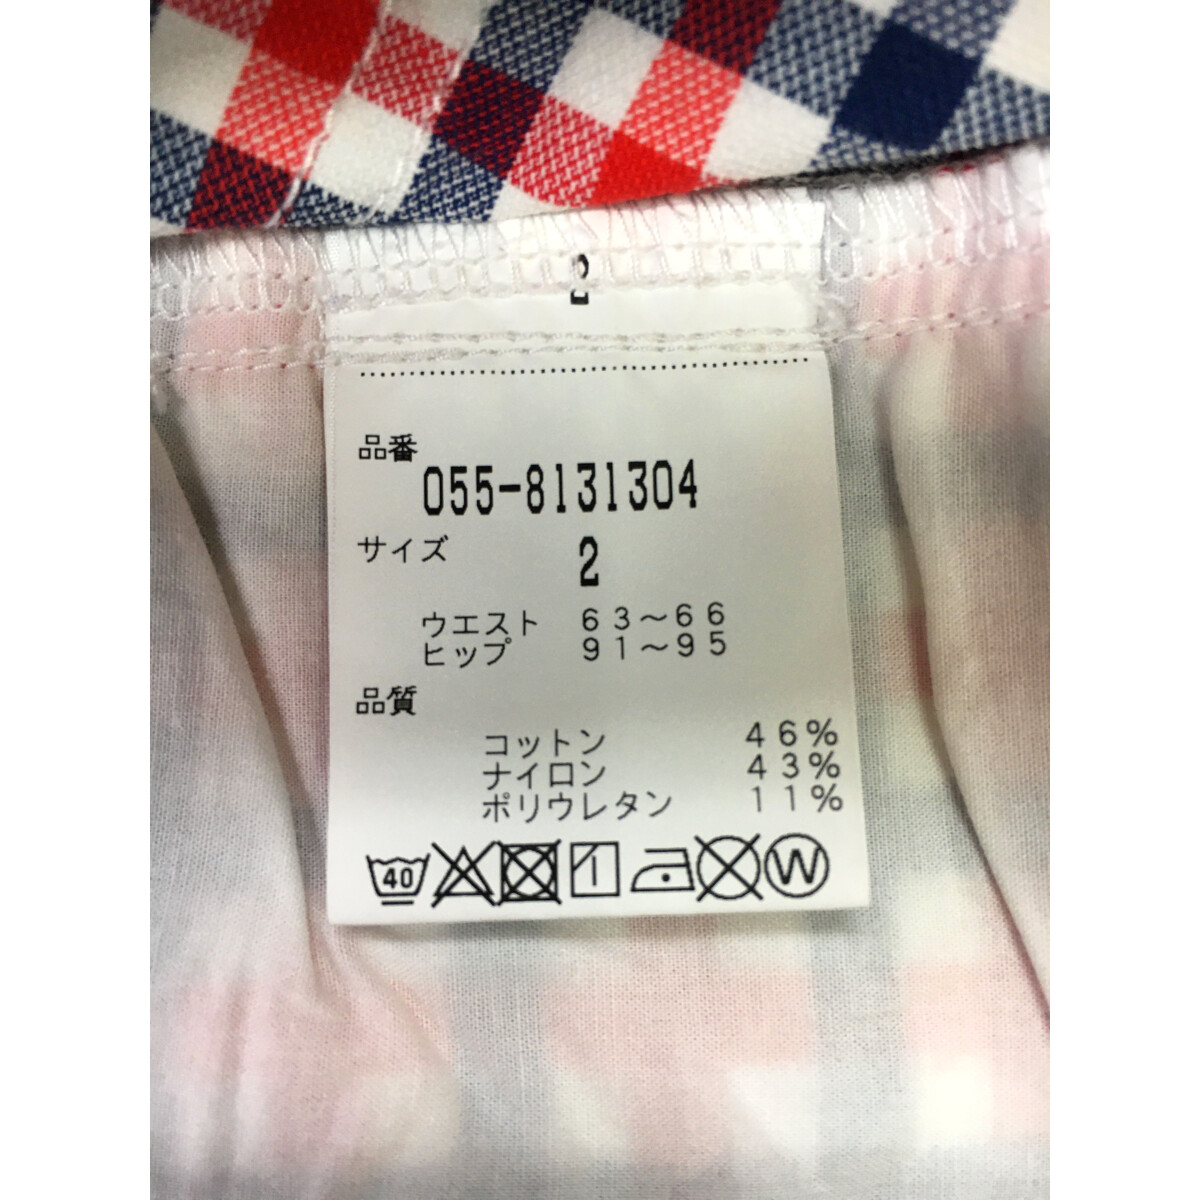 2
品番
055-8131304
サイズ 2
ウエスト 63～66
ヒップ 91～95
品質
コットン 46%
ナイロン 43%
ポリウレタン 11%
40 W